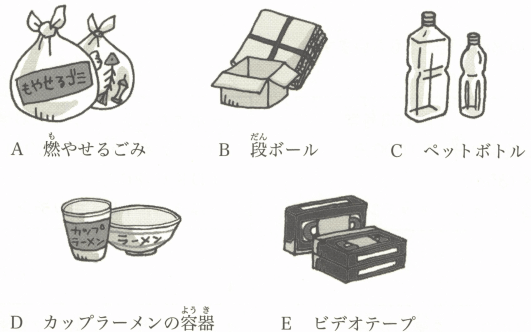 もやせるゴミ
A 燃やせるごみ
も
B 段ボール
だん
C ペットボトル
カップ
ラーメン
ラーメン
D カップラーメンの容器
ようき
E ビデオテープ